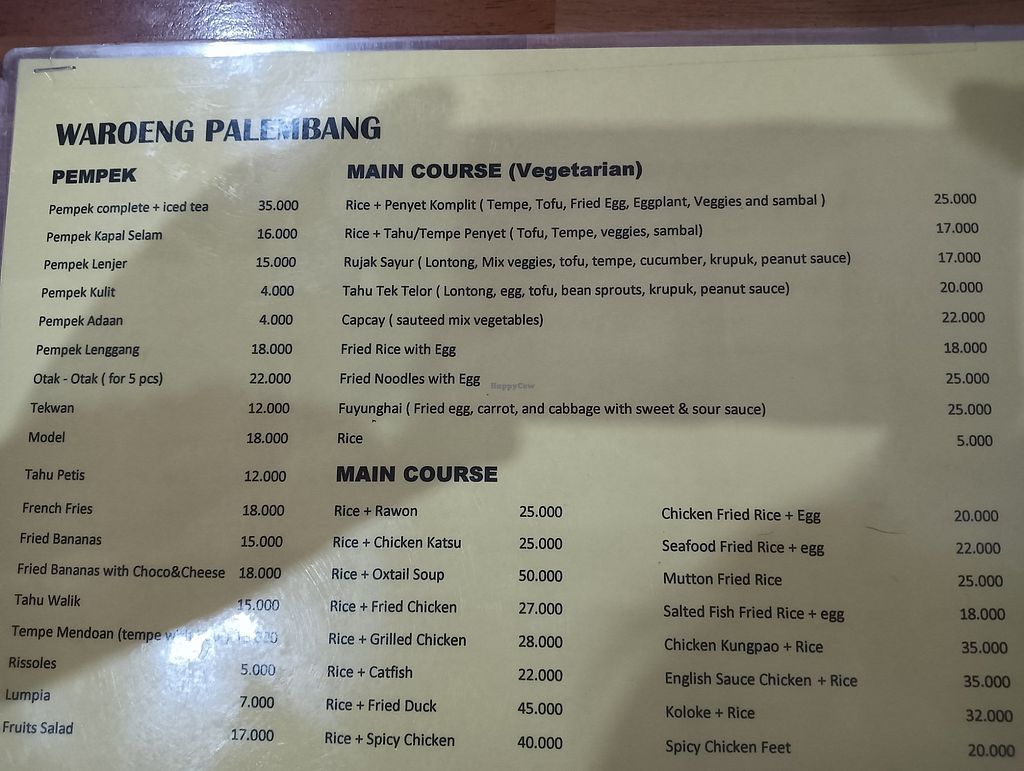 WAROENG PALEMBANG
PEMPEK
Pempek complete + iced tea 35.000
Pempek Kapal Selam 16.000
Pempek Lenjer 15.000
Pempek Kulit 4.000
Pempek Adaan 4.000
Pempek Lenggang 18.000
Otak - Otak ( for 5 pcs) 22.000
Tekwan 12.000
Model 18.000
Tahu Petis 12.000
French Fries 18.000
Fried Bananas 15.000
Fried Bananas with Choco&Cheese 18.000
Tahu Walik 15.000
Tempe Mendoan (tempe
Rissoles 5.000
Lumpia 7.000
Fruits Salad 17.000
MAIN COURSE (Vegetarian)
Rice + Penyet Komplit ( Tempe, Tofu, Fried Egg, Eggplant, Veggies and sambal ) 25.000
Rice + Tahu/Tempe Penyet ( Tofu, Tempe, veggies, sambal) 17.000
Rujak Sayur ( Lontong, Mix veggies, tofu, tempe, cucumber, krupuk, peanut sauce) 17.000
Tahu Tek Telor ( Lontong, egg, tofu, bean sprouts, krupuk, peanut sauce) 20.000
Capcay ( sauteed mix vegetables) 22.000
Fried Rice with Egg 18.000
Fried Noodles with Egg 25.000
HappyCow
Fuyunghai ( Fried egg, carrot, and cabbage with sweet & sour sauce) 25.000
Rice 5.000
MAIN COURSE
Rice + Rawon 25.000
Rice + Chicken Katsu 25.000
Rice + Oxtail Soup 50.000
Rice + Fried Chicken 27.000
Rice + Grilled Chicken 28.000
Rice + Catfish 22.000
Rice + Fried Duck 45.000
Rice + Spicy Chicken 40.000
Chicken Fried Rice + Egg 20.000
Seafood Fried Rice + egg 22.000
Mutton Fried Rice 25.000
Salted Fish Fried Rice + egg 18.000
Chicken Kungpao + Rice 35.000
English Sauce Chicken + Rice 35.000
Koloke + Rice 32.000
Spicy Chicken Feet 20.000